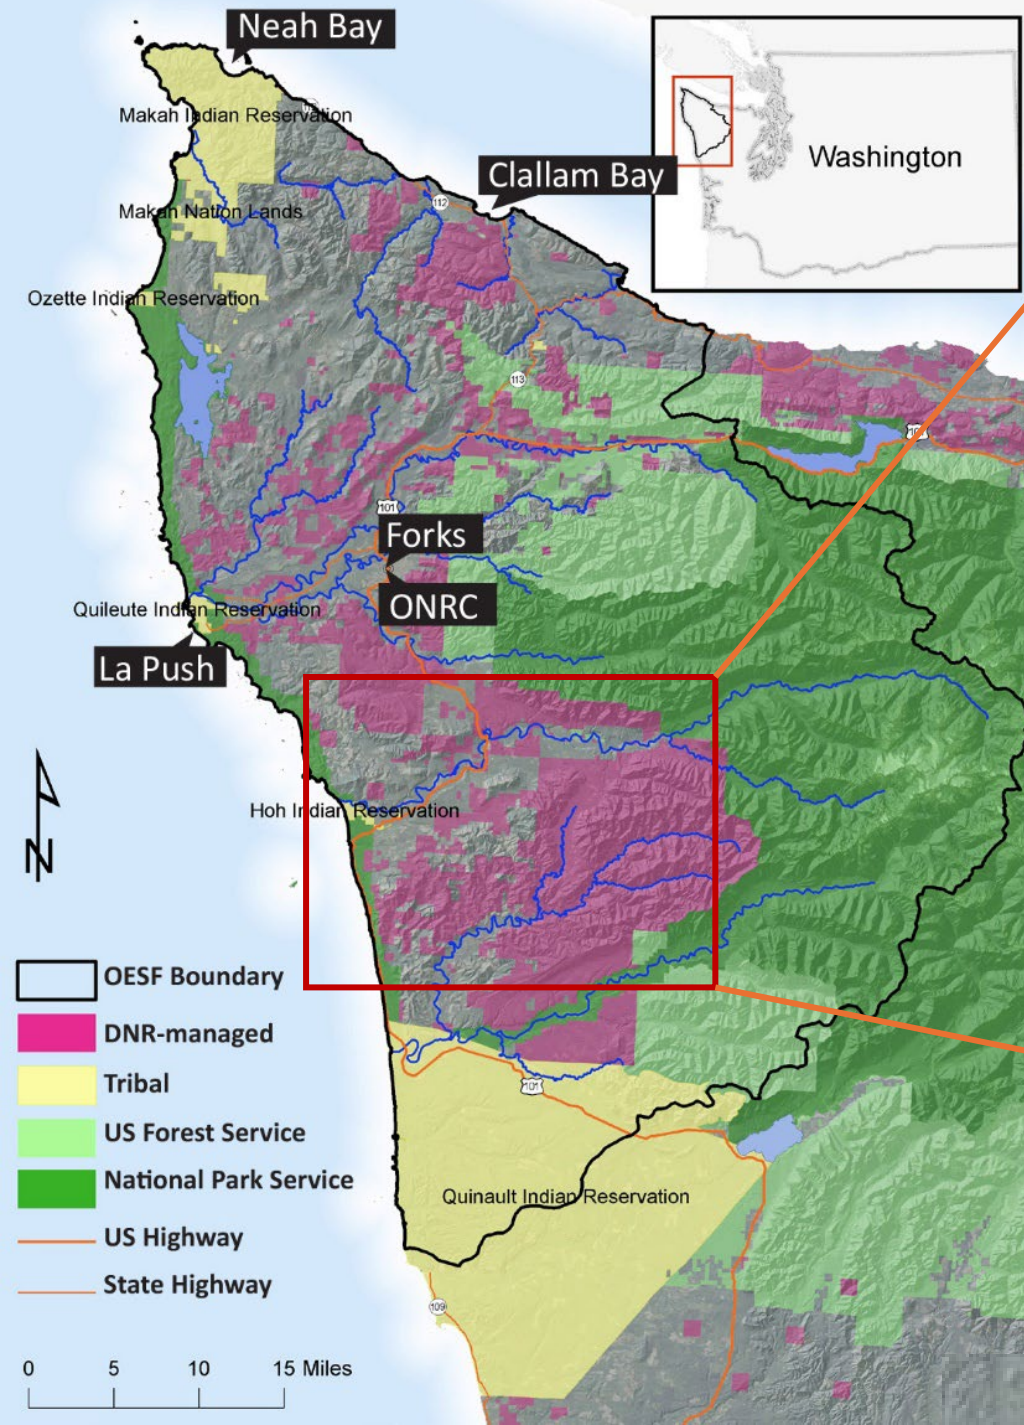 Neah Bay
Makah Indian Reservation
Washington
Clallam Bay
112
Makah Nation Lands
Ozette Indian Reservation
113
101
101
Forks
ONRC
Quileute Indian Reservation
La Push
Hoh Indian Reservation
N
OESF Boundary
DNR-managed
Tribal
101
US Forest Service
National Park Service
Quinault Indian Reservation
US Highway
State Highway
109
0 5 10 15 Miles